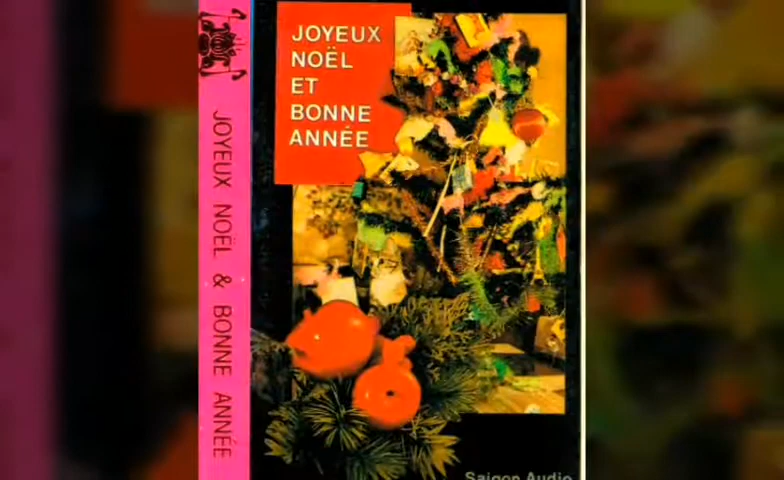 JOYEUX NOËL & BONNE ANNÉE
JOYEUX
NOËL
ET
BONNE
ANNÉE
Saigon Audio